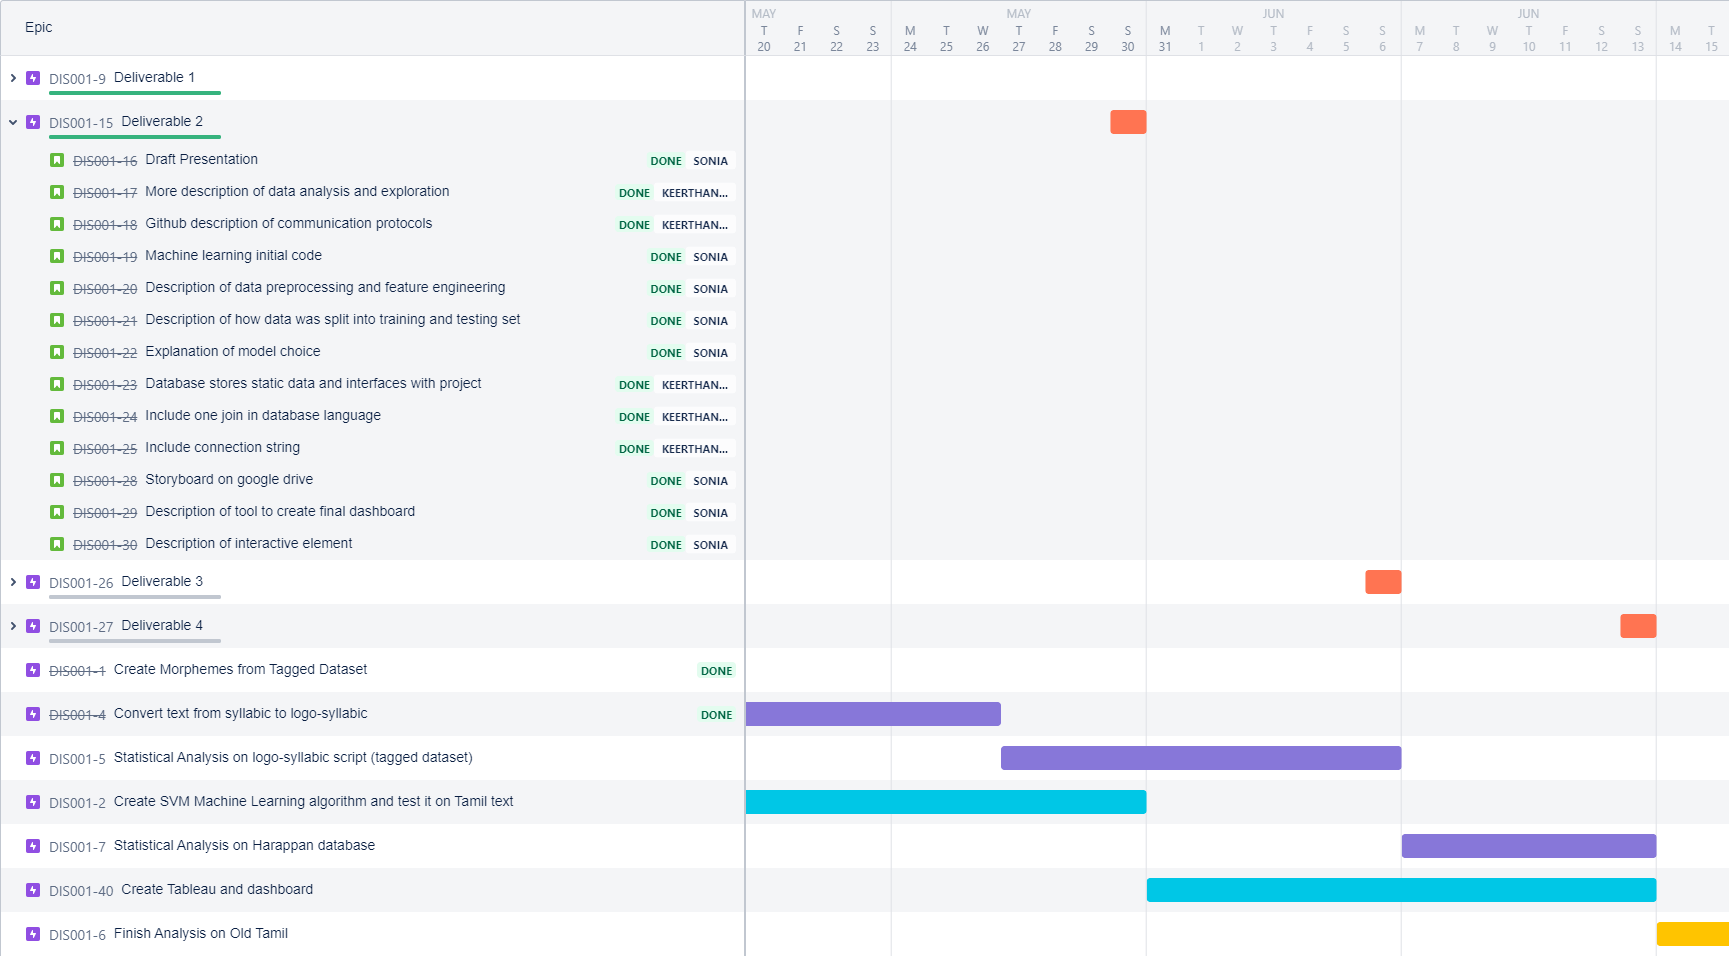 Epic
MAY MAY JUN JUN
T F S S M T W T F S S M T W T F S S M T W T F S S M T
20 21 22 23 24 25 26 27 28 29 30 31 1 2 3 4 5 6 7 8 9 10 11 12 13 14 15
DIS001-9 Deliverable 1
DIS001-15 Deliverable 2
DIS001-16 Draft Presentation DONE SONIA
DIS001-17 More description of data analysis and exploration DONE KEERTHAN...
DIS001-18 Github description of communication protocols DONE KEERTHAN...
DIS001-19 Machine learning initial code DONE SONIA
DIS001-20 Description of data preprocessing and feature engineering DONE SONIA
DIS001-21 Description of how data was split into training and testing set DONE SONIA
DIS001-22 Explanation of model choice DONE SONIA
DIS001-23 Database stores static data and interfaces with project DONE KEERTHAN...
DIS001-24 Include one join in database language DONE KEERTHAN...
DIS001-25 Include connection string DONE KEERTHAN...
DIS001-28 Storyboard on google drive DONE SONIA
DIS001-29 Description of tool to create final dashboard DONE SONIA
DIS001-30 Description of interactive element DONE SONIA
DIS001-26 Deliverable 3
DIS001-27 Deliverable 4
DIS001-1 Create Morphemes from Tagged Dataset DONE
DIS001-4 Convert text from syllabic to logo-syllabic DONE
DIS001-5 Statistical Analysis on logo-syllabic script (tagged dataset)
DIS001-2 Create SVM Machine Learning algorithm and test it on Tamil text
DIS001-7 Statistical Analysis on Harappan database
DIS001-40 Create Tableau and dashboard
DIS001-6 Finish Analysis on Old Tamil